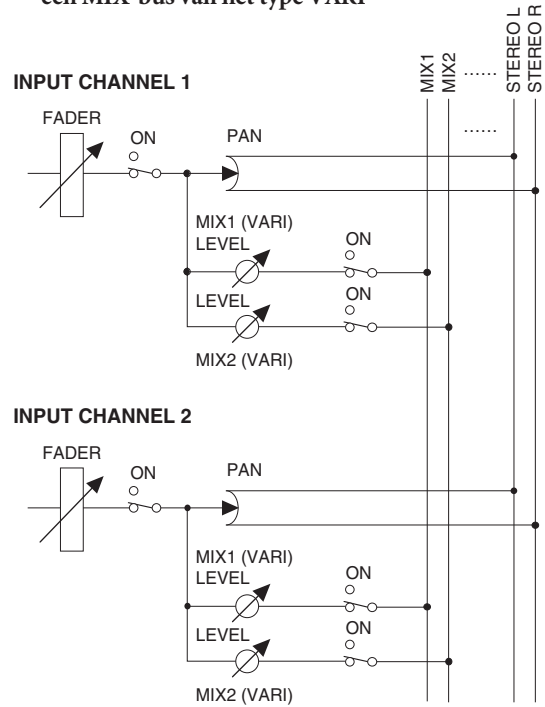 een MIX-bus van het type VARI
MIX1
MIX2
......
STEREO L
STEREO R
......
INPUT CHANNEL 1
FADER
ON
PAN
MIX1 (VARI)
LEVEL
ON
LEVEL
ON
MIX2 (VARI)
INPUT CHANNEL 2
FADER
ON
PAN
MIX1 (VARI)
LEVEL
ON
LEVEL
ON
MIX2 (VARI)